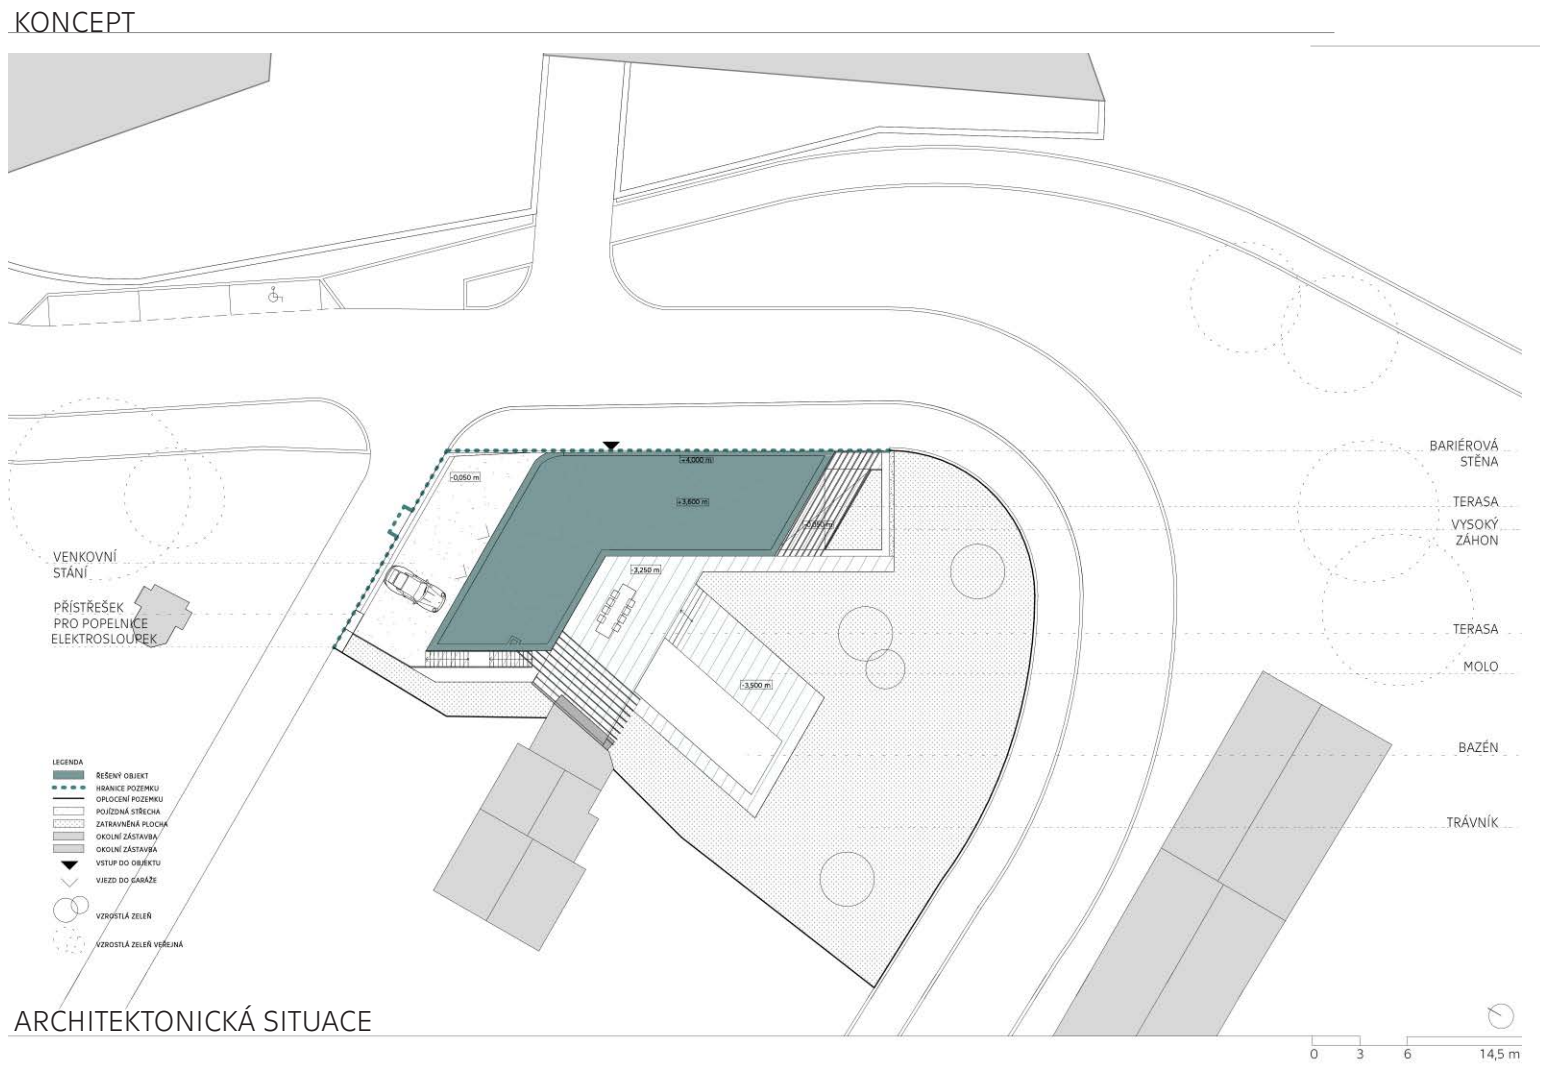 KONCEPT
+4,000 m
-0,050 m
+3,600 m
-0,050 m
-3,250 m
-3,500 m
BARIÉROVÁ
STĚNA
TERASA
VYSOKÝ
ZÁHON
TERASA
MOLO
BAZÉN
TRÁVNÍK
VENKOVNÍ
STÁNÍ
PŘÍSTŘEŠEK
PRO POPELNICE
ELEKTROSLOUPEK
LEGENDA
ŘEŠENÝ OBJEKT
HRANICE POZEMKU
OPLOCENÍ POZEMKU
POJÍZDNÁ STŘECHA
ZATRAVNĚNÁ PLOCHA
OKOLNÍ ZÁSTAVBA
OKOLNÍ ZÁSTAVBA
VSTUP DO OBJEKTU
VJEZD DO GARÁŽE
VZROSTLÁ ZELEŇ
VZROSTLÁ ZELEŇ VEŘEJNÁ
ARCHITEKTONICKÁ SITUACE
0 3 6 14,5 m